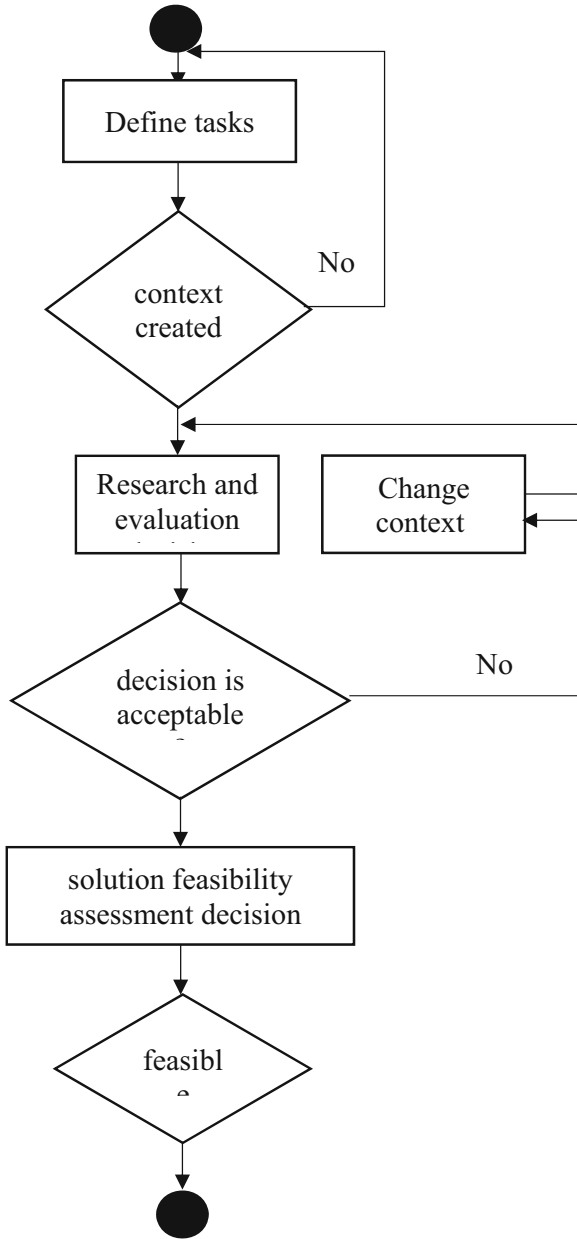 Define tasks
No
context
created
Research and
evaluation
Change
context
decision is
acceptable
No
solution feasibility
assessment decision
feasibl
e